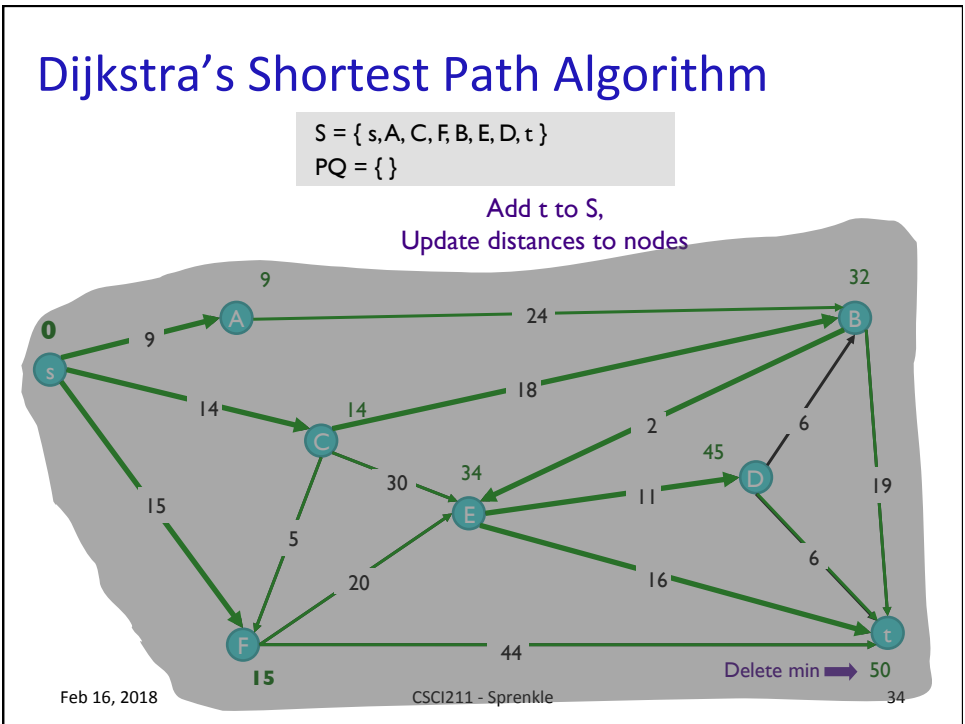 Dijkstra’s Shortest Path Algorithm
S = { s, A, C, F, B, E, D, t }
PQ = { }
Add t to S,
Update distances to nodes
9
32
0
A
24
B
9
s
18
14
14
C
2
6
45
34
30
D
19
11
15
E
5
6
20
16
F
t
44
Delete min
50
15
Feb 16, 2018
CSCI211 - Sprenkle
34